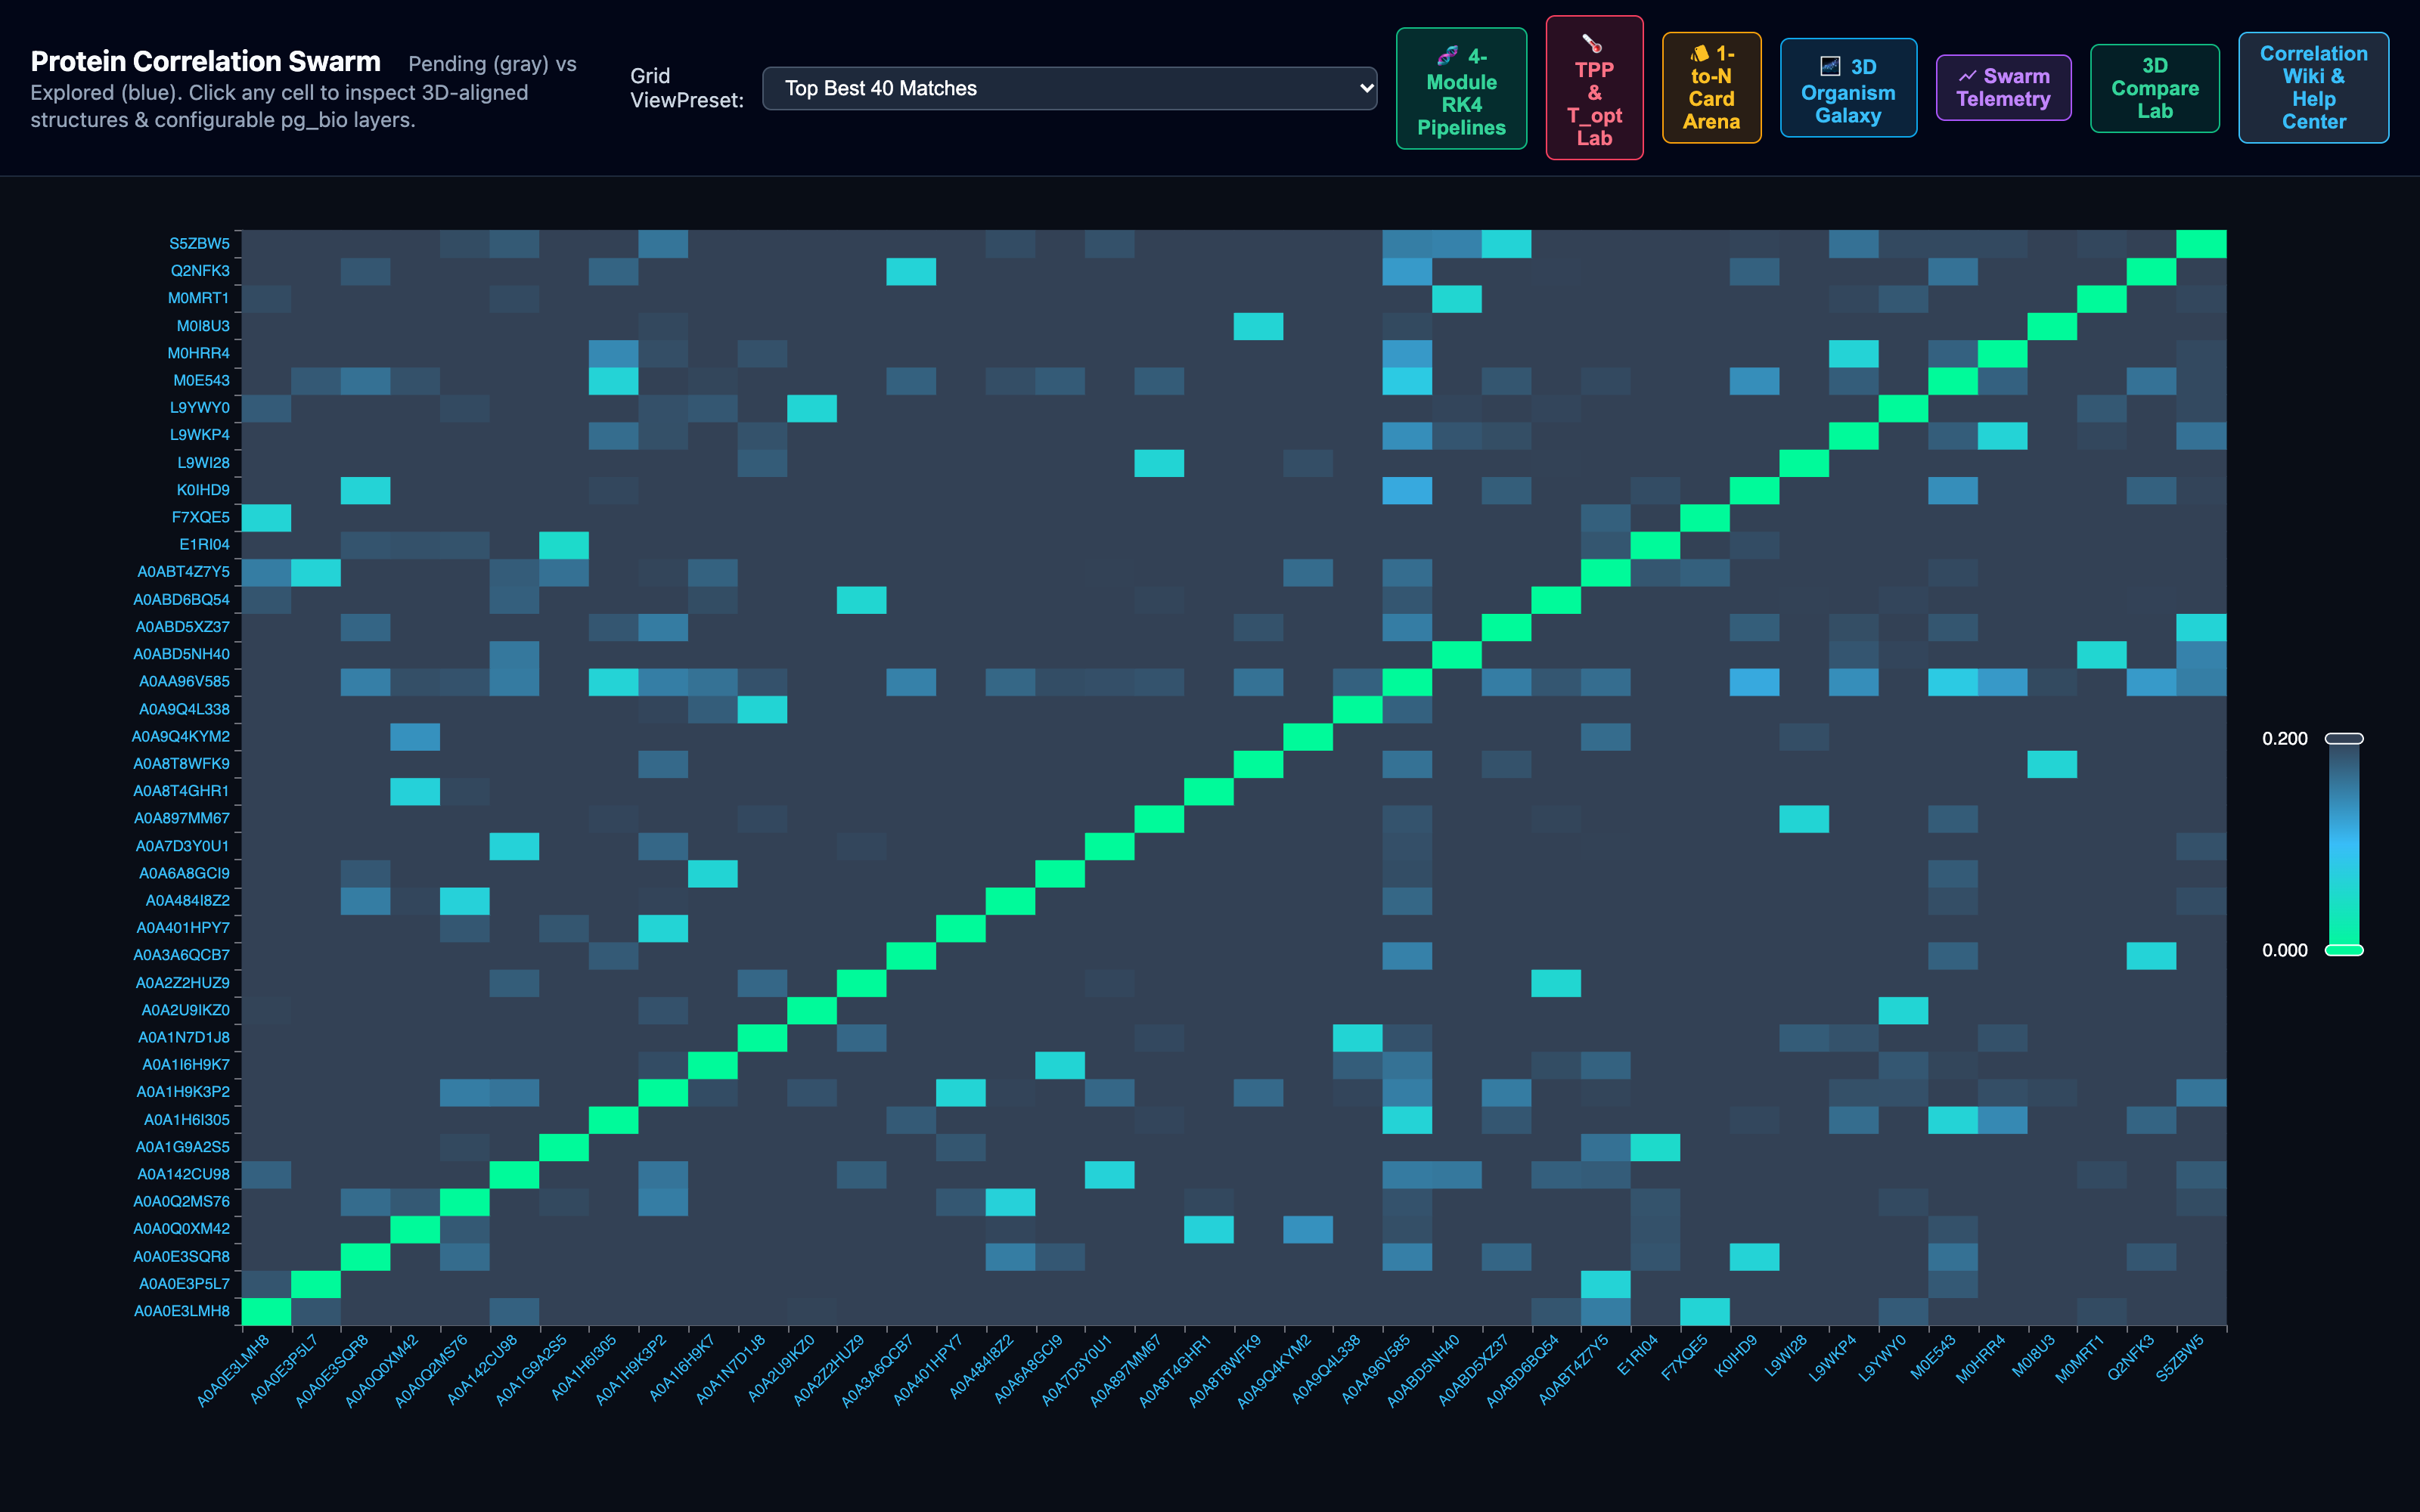 Protein Correlation Swarm Pending (gray) vs
Explored (blue). Click any cell to inspect 3D-aligned
structures & configurable pg_bio layers.
Grid
ViewPreset:
Top Best 40 Matches
4-
Module
RK4
Pipelines
TPP
&
T_opt
Lab
1-
to-N
Card
Arena
3D
Organism
Galaxy
Swarm
Telemetry
3D
Compare
Lab
Correlation
Wiki &
Help
Center
S5ZBW5
Q2NFK3
M0MRT1
M0I8U3
M0HRR4
M0E543
L9YWY0
L9WKP4
L9WI28
K0IHD9
F7XQE5
E1RI04
A0ABT4Z7Y5
A0ABD6BQ54
A0ABD5XZ37
A0ABD5NH40
A0AA96V585
A0A9Q4L338
A0A9Q4KYM2
A0A8T8WFK9
A0A8T4GHR1
A0A897MM67
A0A7D3Y0U1
A0A6A8GCI9
A0A484I8Z2
A0A401HPY7
A0A3A6QCB7
A0A2Z2HUZ9
A0A2U9IKZ0
A0A1N7D1J8
A0A1I6H9K7
A0A1H9K3P2
A0A1H6I305
A0A1G9A2S5
A0A142CU98
A0A0Q2MS76
A0A0Q0XM42
A0A0E3SQR8
A0A0E3P5L7
A0A0E3LMH8
0.200
0.000
A0A0E3LMH8
A0A0E3P5L7
A0A0E3SQR8
A0A0Q0XM42
A0A0Q2MS76
A0A142CU98
A0A1G9A2S5
A0A1H6I305
A0A1H9K3P2
A0A1I6H9K7
A0A1N7D1J8
A0A2U9IKZ0
A0A2Z2HUZ9
A0A3A6QCB7
A0A401HPY7
A0A484I8Z2
A0A6A8GCI9
A0A7D3Y0U1
A0A897MM67
A0A8T4GHR1
A0A8T8WFK9
A0A9Q4KYM2
A0A9Q4L338
A0AA96V585
A0ABD5NH40
A0ABD5XZ37
A0ABD6BQ54
A0ABT4Z7Y5
E1RI04
F7XQE5
K0IHD9
L9WI28
L9WKP4
L9YWY0
M0E543
M0HRR4
M0I8U3
M0MRT1
Q2NFK3
S5ZBW5